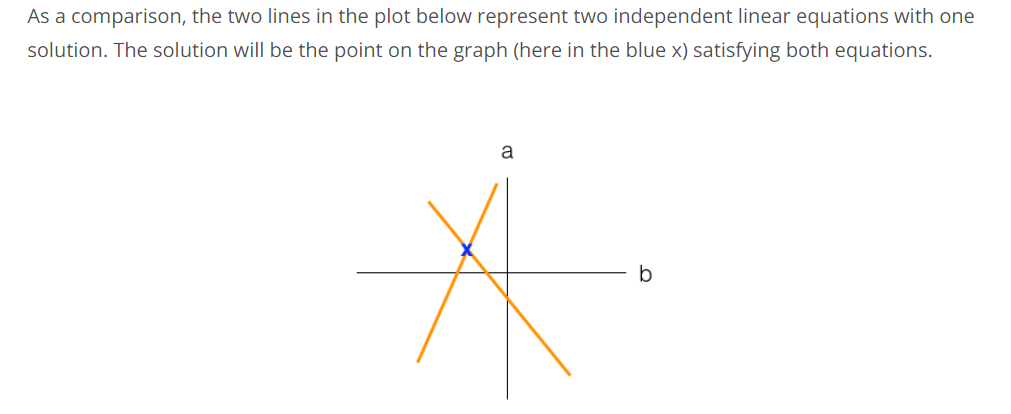 As a comparison, the two lines in the plot below represent two independent linear equations with one
solution. The solution will be the point on the graph (here in the blue x) satisfying both equations.
a
x
b